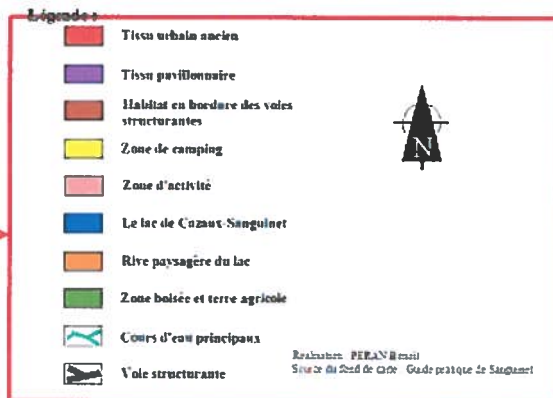 Légende :
Tissu urbain ancien
Tissu pavillonnaire
Habitat en bordure des voies
structurantes
Zone de camping
N
Zone d'activité
Le lac de Cazaux-Sanguinet
Rive paysagère du lac
Zone boisée et terre agricole
Cours d'eau principaux
Réalisation PERAN
Source du fond de carte Guide pratique de Sanguinet
Voie structurante